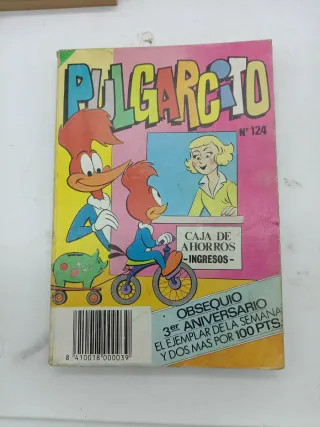 PULGARCITO
Nº 124
CAJA DE
AHORROS
-INGRESOS-
OBSEQUIO
3er ANIVERSARIO
EL EJEMPLAR DE LA SEMANA
Y DOS MAS POR 100 PTS.
8 410018 000039